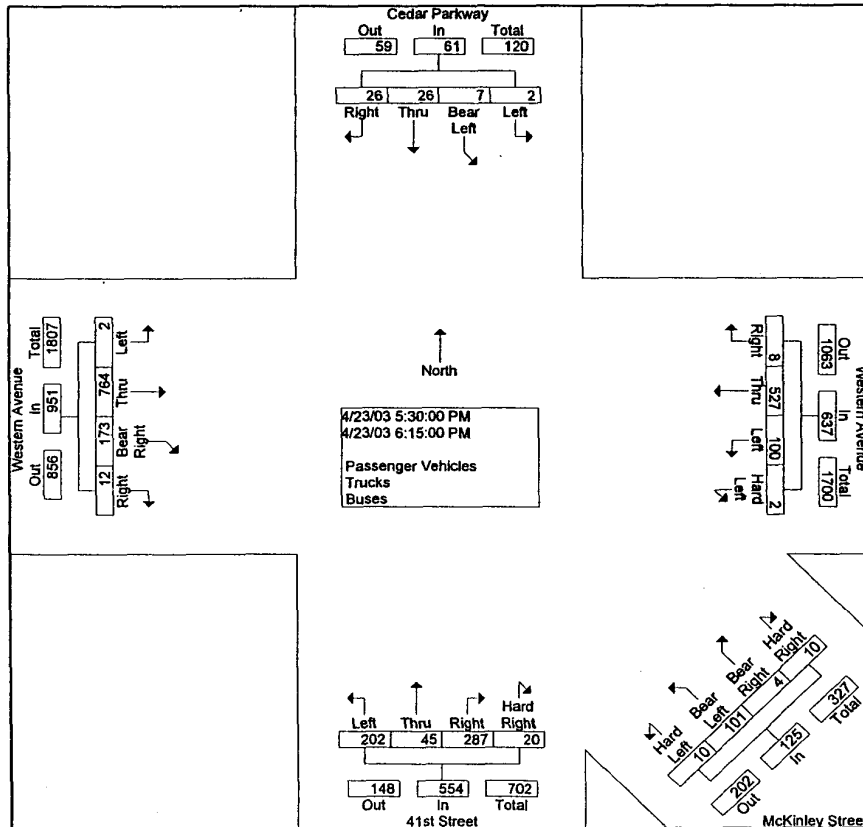 Cedar Parkway
Out In Total
59 61 120
26 26 7 2
Right Thru Bear Left Left
Western Avenue
Total In Out
1807 951 856
2 764 173 12
Left Thru Bear Right Right
North
4/23/03 5:30:00 PM
4/23/03 6:15:00 PM
Passenger Vehicles
Trucks
Buses
Right Thru Left Hard Left
8 527 100 2
Out In Total
1063 637 1700
Western Avenue
Left Thru Right Hard Right
202 45 287 20
148 554 702
Out In Total
41st Street
Hard Left Bear Left Bear Right Hard Right
10 101 4 10
202 125 327
Out In Total
McKinley Stree